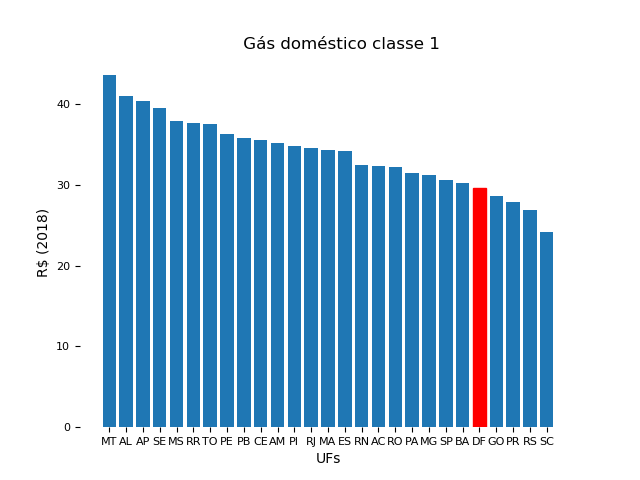 Gás doméstico classe 1
R$ (2018)
40
30
20
10
0
MT AL AP SE MS RR TO PE PB CE AM PI RJ MA ES RN AC RO PA MG SP BA DF GO PR RS SC
UFs